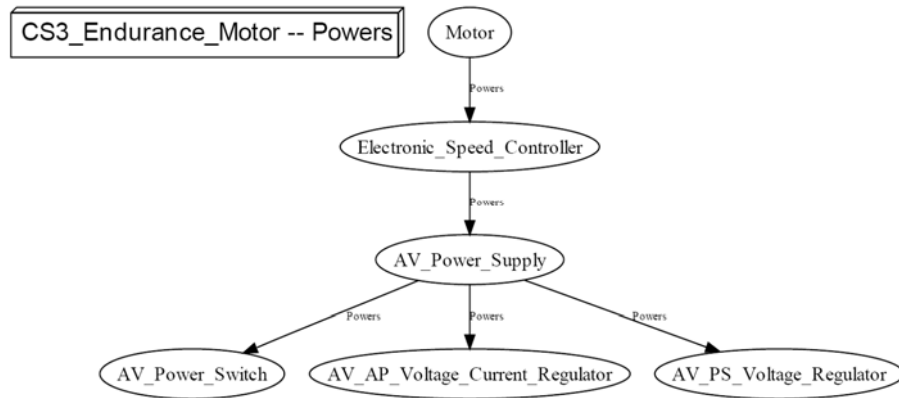 CS3_Endurance_Motor -- Powers
Motor
Powers
Electronic_Speed_Controller
Powers
AV_Power_Supply
Powers
Powers
Powers
AV_Power_Switch
AV_AP_Voltage_Current_Regulator
AV_PS_Voltage_Regulator